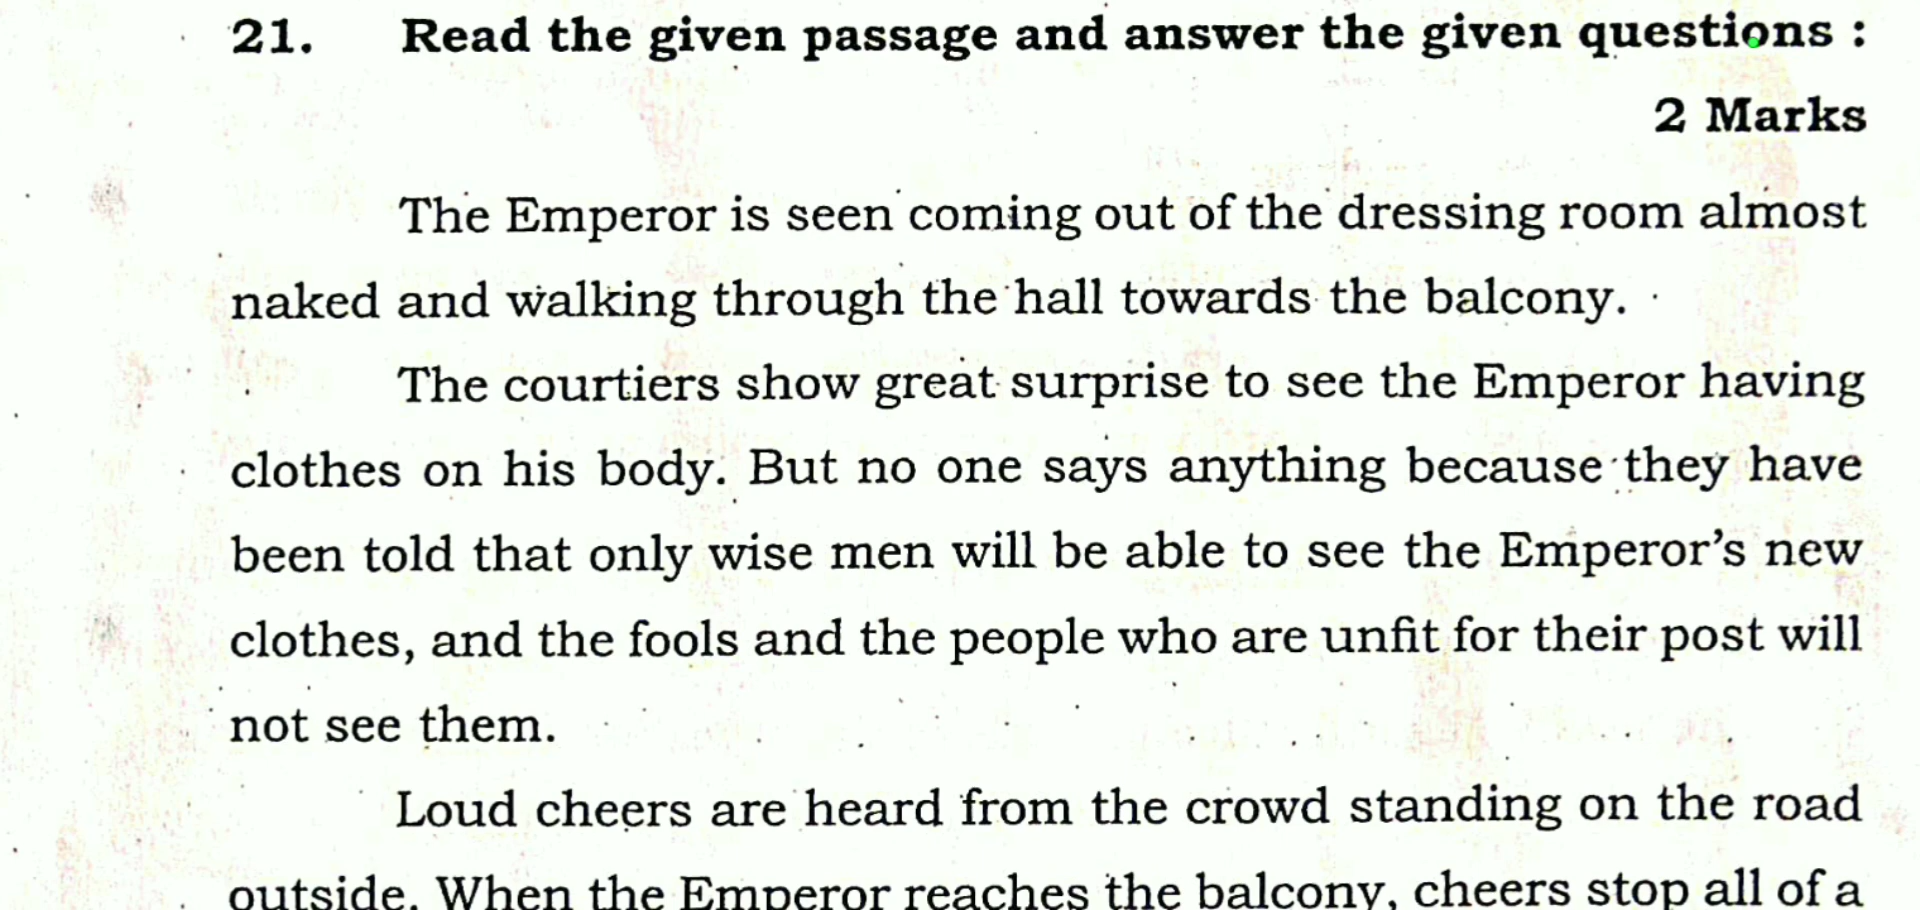 21. Read the given passage and answer the given questions :
2 Marks
The Emperor is seen coming out of the dressing room almost
naked and walking through the hall towards the balcony.
The courtiers show great surprise to see the Emperor having
clothes on his body. But no one says anything because they have
been told that only wise men will be able to see the Emperor's new
clothes, and the fools and the people who are unfit for their post will
not see them.
Loud cheers are heard from the crowd standing on the road
outside. When the Emperor reaches the balcony, cheers stop all of a